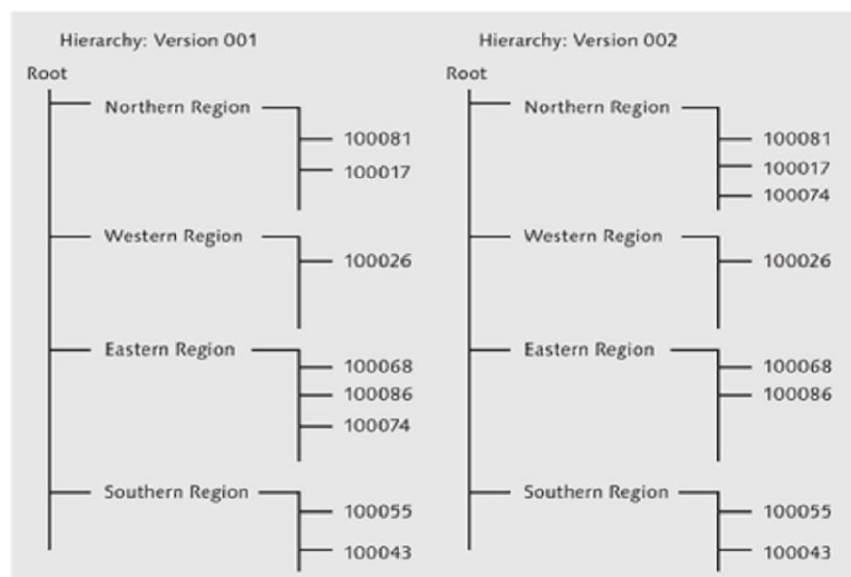 Hierarchy: Version 001
Root
Northern Region
100081
100017
Western Region
100026
Eastern Region
100068
100086
100074
Southern Region
100055
100043
Hierarchy: Version 002
Root
Northern Region
100081
100017
100074
Western Region
100026
Eastern Region
100068
100086
Southern Region
100055
100043